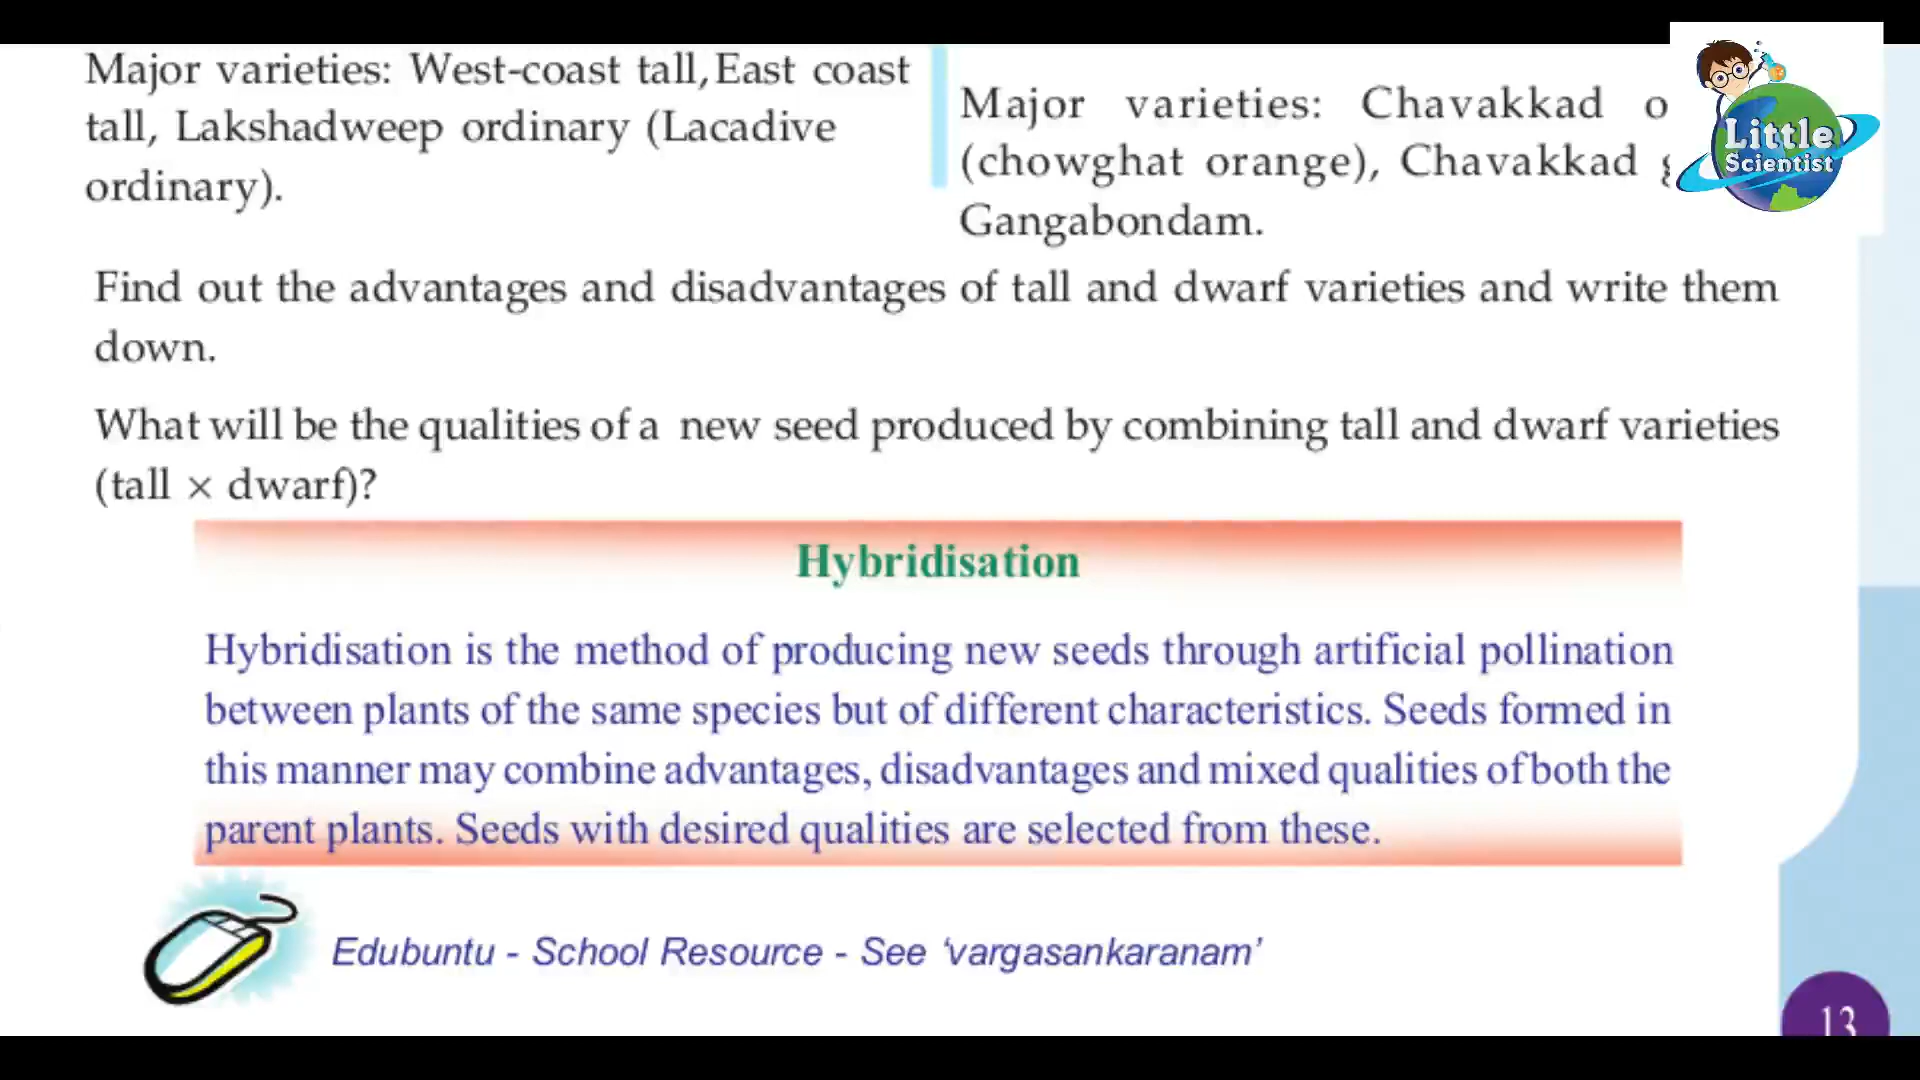 Major varieties: West-coast tall, East coast
tall, Lakshadweep ordinary (Lacadive
ordinary).
Major varieties: Chavakkad
(chowghat orange), Chavakkad
Gangabondam.
Find out the advantages and disadvantages of tall and dwarf varieties and write them
down.
What will be the qualities of a new seed produced by combining tall and dwarf varieties
(tall × dwarf)?
Hybridisation
Hybridisation is the method of producing new seeds through artificial pollination
between plants of the same species but of different characteristics. Seeds formed in
this manner may combine advantages, disadvantages and mixed qualities of both the
parent plants. Seeds with desired qualities are selected from these.
Edubuntu - School Resource - See ‘vargasankaranam’
13
Little
Scientist